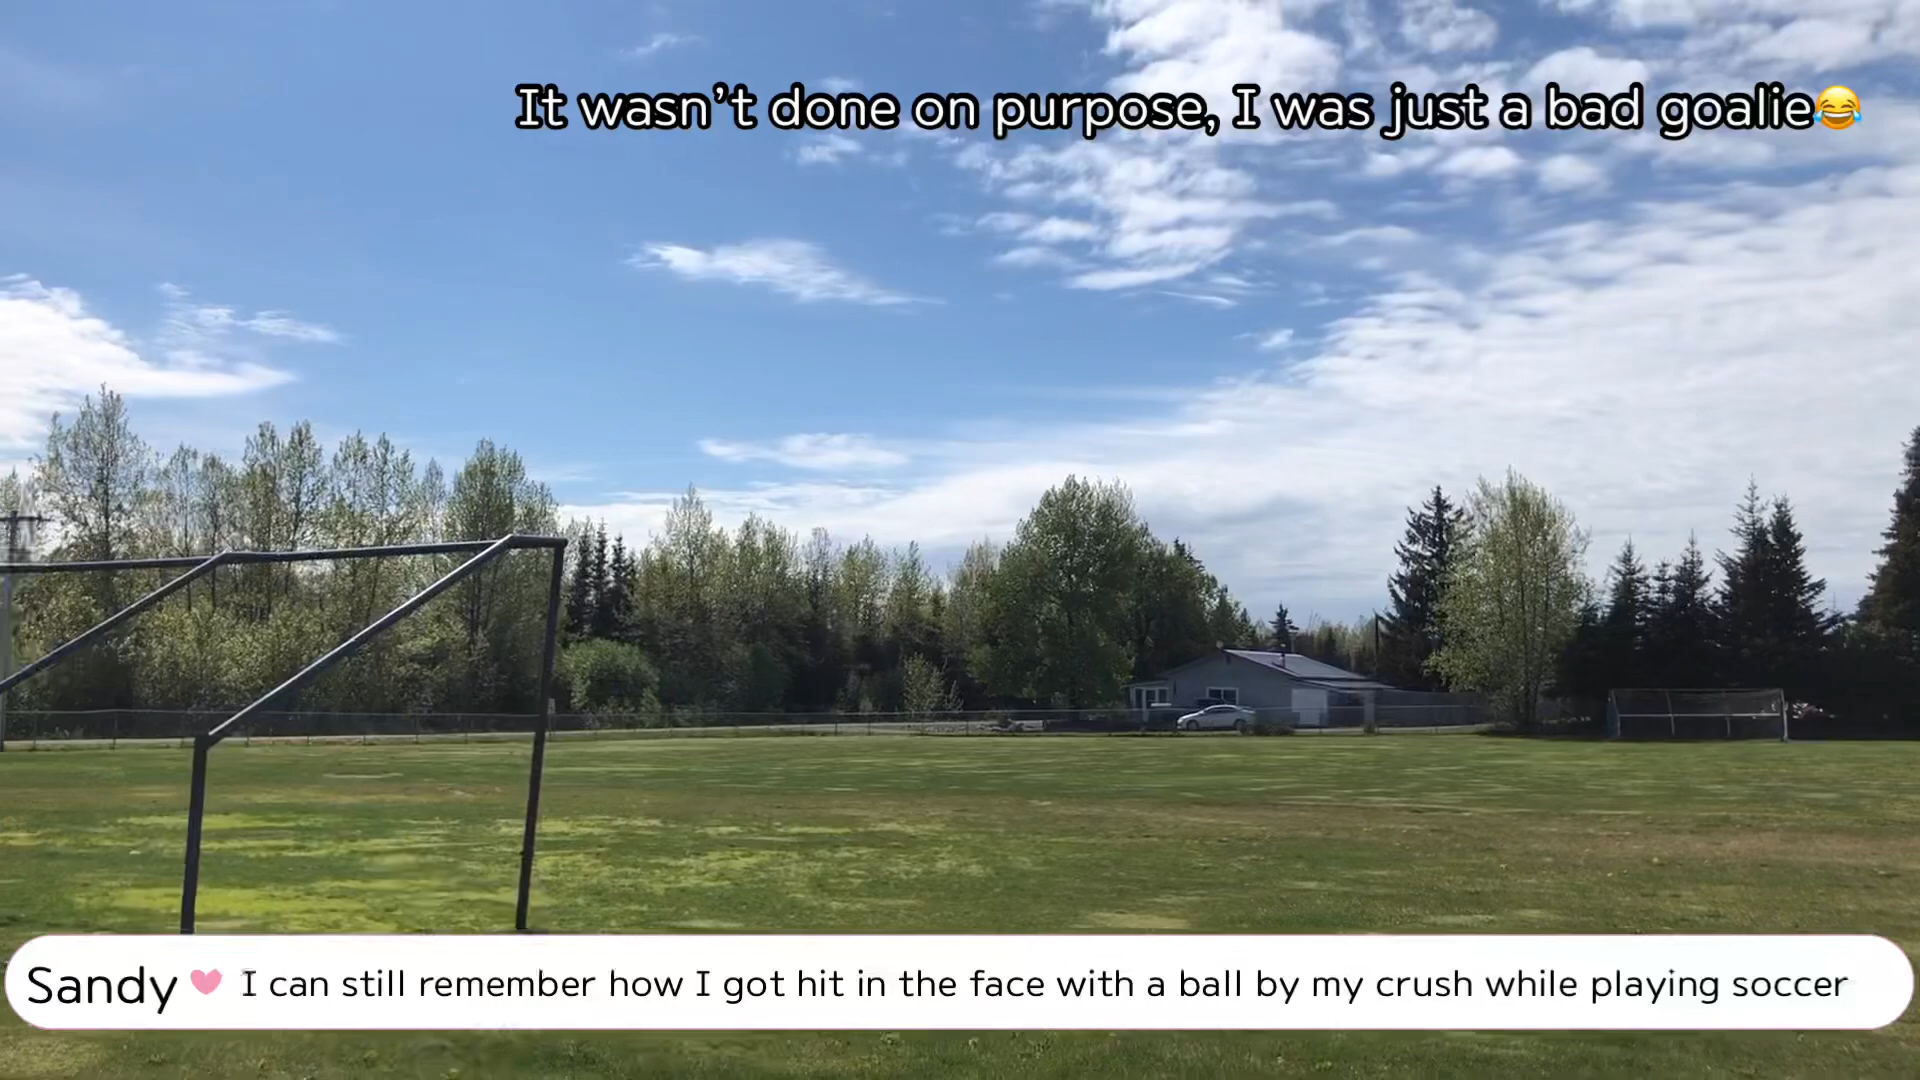 It wasn’t done on purpose, I was just a bad goalie😂
Sandy 🩷 I can still remember how I got hit in the face with a ball by my crush while playing soccer